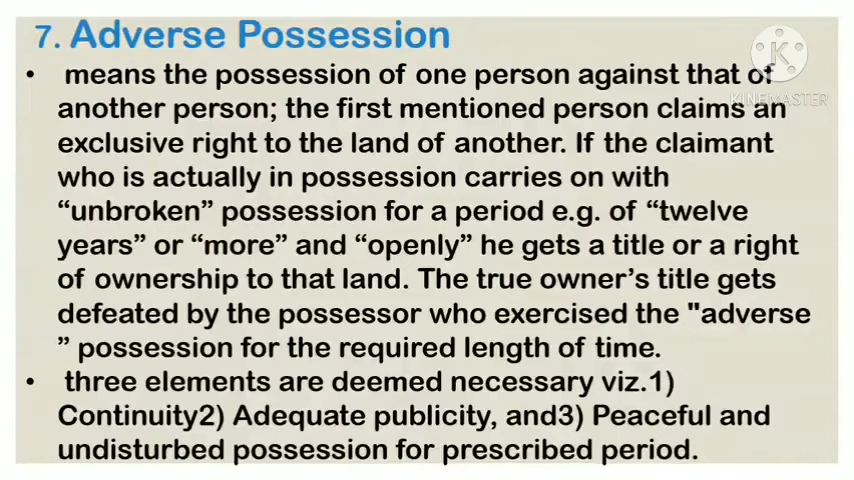 7. Adverse Possession
• means the possession of one person against that of
another person; the first mentioned person claims an
exclusive right to the land of another. If the claimant
who is actually in possession carries on with
“unbroken” possession for a period e.g. of “twelve
years” or “more” and “openly” he gets a title or a right
of ownership to that land. The true owner’s title gets
defeated by the possessor who exercised the "adverse
” possession for the required length of time.
• three elements are deemed necessary viz.1)
Continuity2) Adequate publicity, and3) Peaceful and
undisturbed possession for prescribed period.
K
KINEMASTER